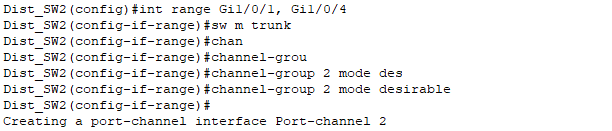 Dist_SW2(config)#int range Gi1/0/1, Gi1/0/4
Dist_SW2(config-if-range)#sw m trunk
Dist_SW2(config-if-range)#chan
Dist_SW2(config-if-range)#channel-grou
Dist_SW2(config-if-range)#channel-group 2 mode des
Dist_SW2(config-if-range)#channel-group 2 mode desirable
Dist_SW2(config-if-range)#
Creating a port-channel interface Port-channel 2